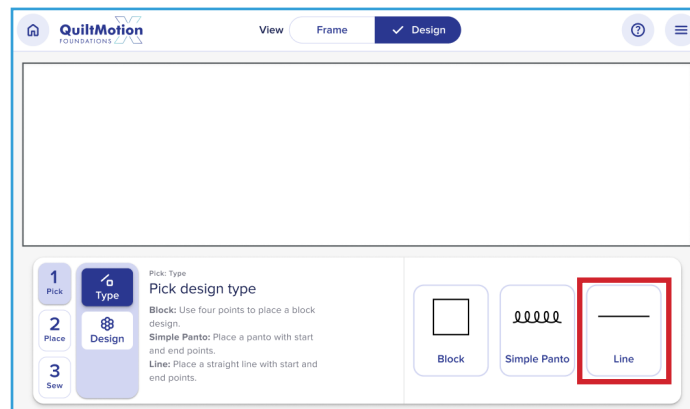 QuiltMotion X
FOUNDATIONS
View
Frame
Design
1
Pick
2
Place
3
Sew
Type
Design
Pick: Type
Pick design type
Block: Use four points to place a block
design.
Simple Panto: Place a panto with start
and end points.
Line: Place a straight line with start and
end points.
Block
Simple Panto
Line